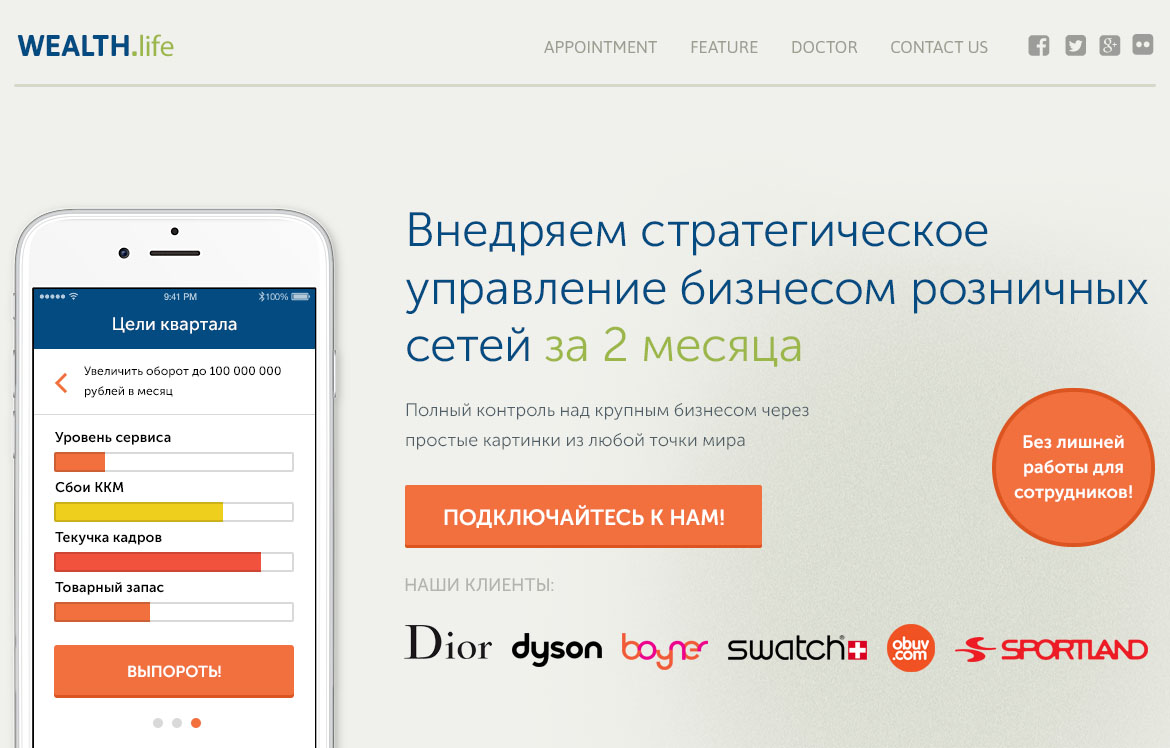 WEALTH.life
APPOINTMENT FEATURE DOCTOR CONTACT US
9:41 PM 100%
Цели квартала
Увеличить оборот до 100 000 000
рублей в месяц
Уровень сервиса
Сбои ККМ
Текучка кадров
Товарный запас
ВЫПОРОТЬ!
Внедряем стратегическое
управление бизнесом розничных
сетей за 2 месяца
Полный контроль над крупным бизнесом через
простые картинки из любой точки мира
ПОДКЛЮЧАЙТЕСЬ К НАМ!
Без лишней
работы для
сотрудников!
НАШИ КЛИЕНТЫ:
Dior dyson boyner swatch obuv.com SPORTLAND